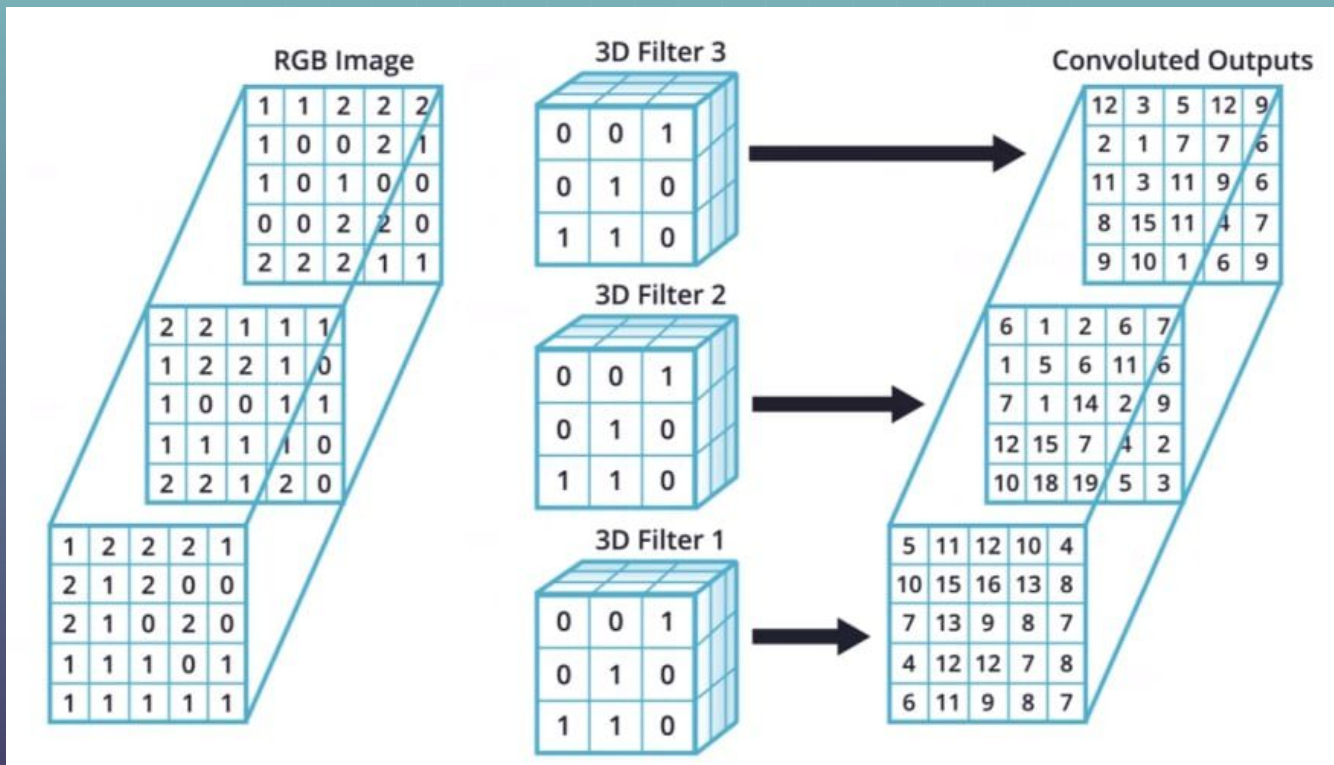 RGB Image
1 1 2 2 2
1 0 0 2 1
1 0 1 0 0
0 0 2 2 0
2 2 2 1 1
2 2 1 1 1
1 2 2 1 0
1 0 0 1 1
1 1 1 1 0
2 2 1 2 0
1 2 2 2 1
2 1 2 0 0
2 1 0 2 0
1 1 1 0 1
1 1 1 1 1
3D Filter 3
0 0 1
0 1 0
1 1 0
3D Filter 2
0 0 1
0 1 0
1 1 0
3D Filter 1
0 0 1
0 1 0
1 1 0
Convoluted Outputs
12 3 5 12 9
2 1 7 7 6
11 3 11 9 6
8 15 11 4 7
9 10 1 6 9
6 1 2 6 7
1 5 6 11 6
7 1 14 2 9
12 15 7 4 2
10 18 19 5 3
5 11 12 10 4
10 15 16 13 8
7 13 9 8 7
4 12 12 7 8
6 11 9 8 7